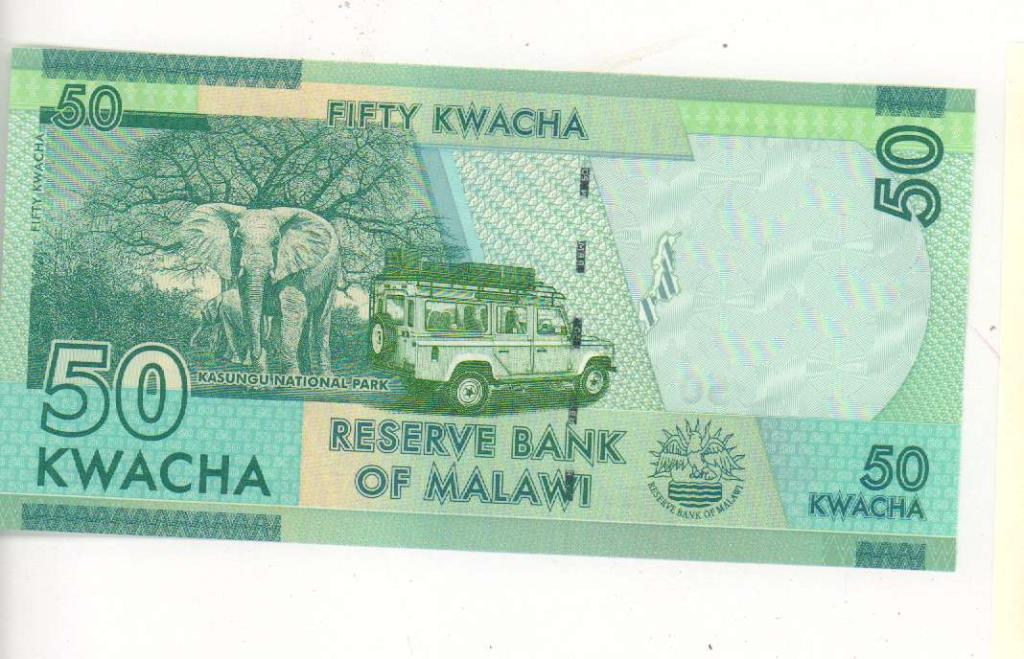 50
FIFTY KWACHA
FIFTY KWACHA
50
KASUNGU NATIONAL PARK
50
KWACHA
RESERVE BANK
OF MALAWI
RESERVE BANK OF MALAWI
50
KWACHA